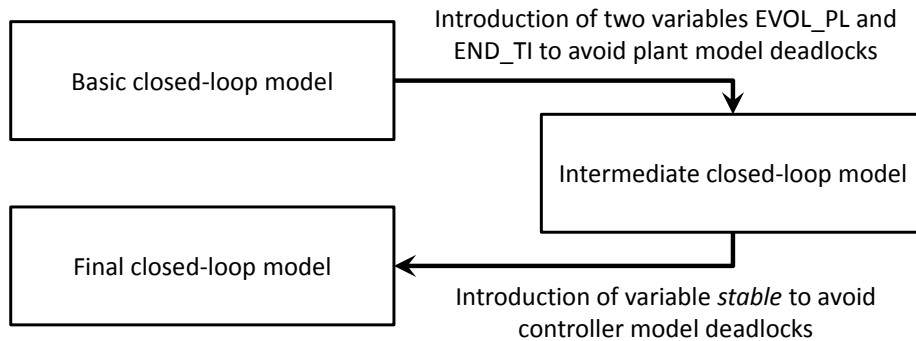 Introduction of two variables EVOL_PL and
END_TI to avoid plant model deadlocks
Basic closed-loop model
Intermediate closed-loop model
Final closed-loop model
Introduction of variable stable to avoid
controller model deadlocks